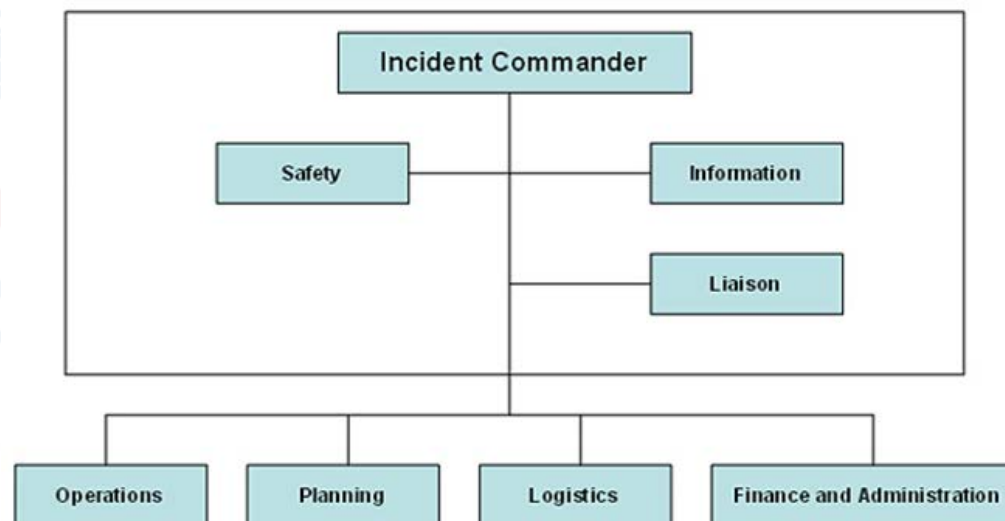 Incident Commander
Safety
Information
Liaison
Operations
Planning
Logistics
Finance and Administration